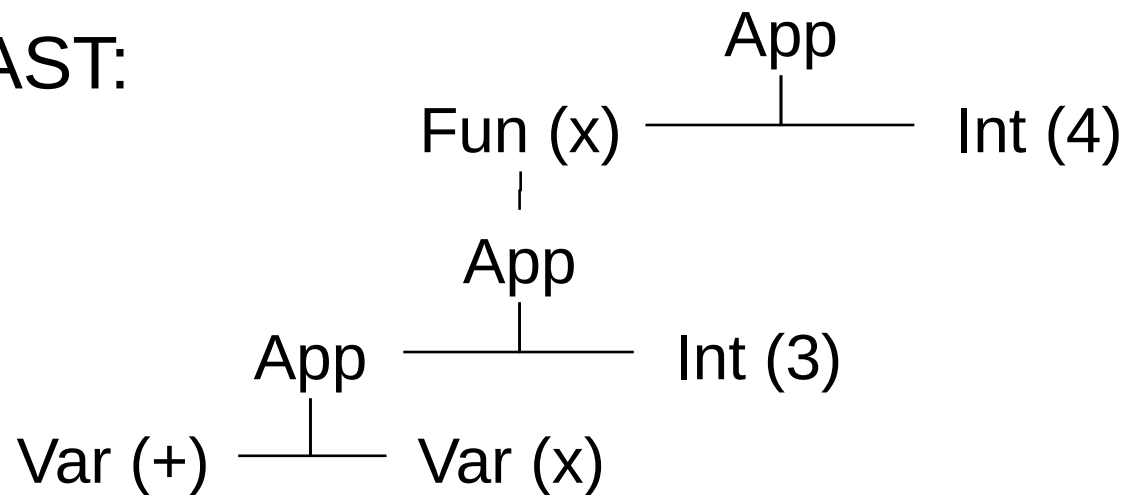 AST:
App
Fun (x) Int (4)
App
App Int (3)
Var (+) Var (x)